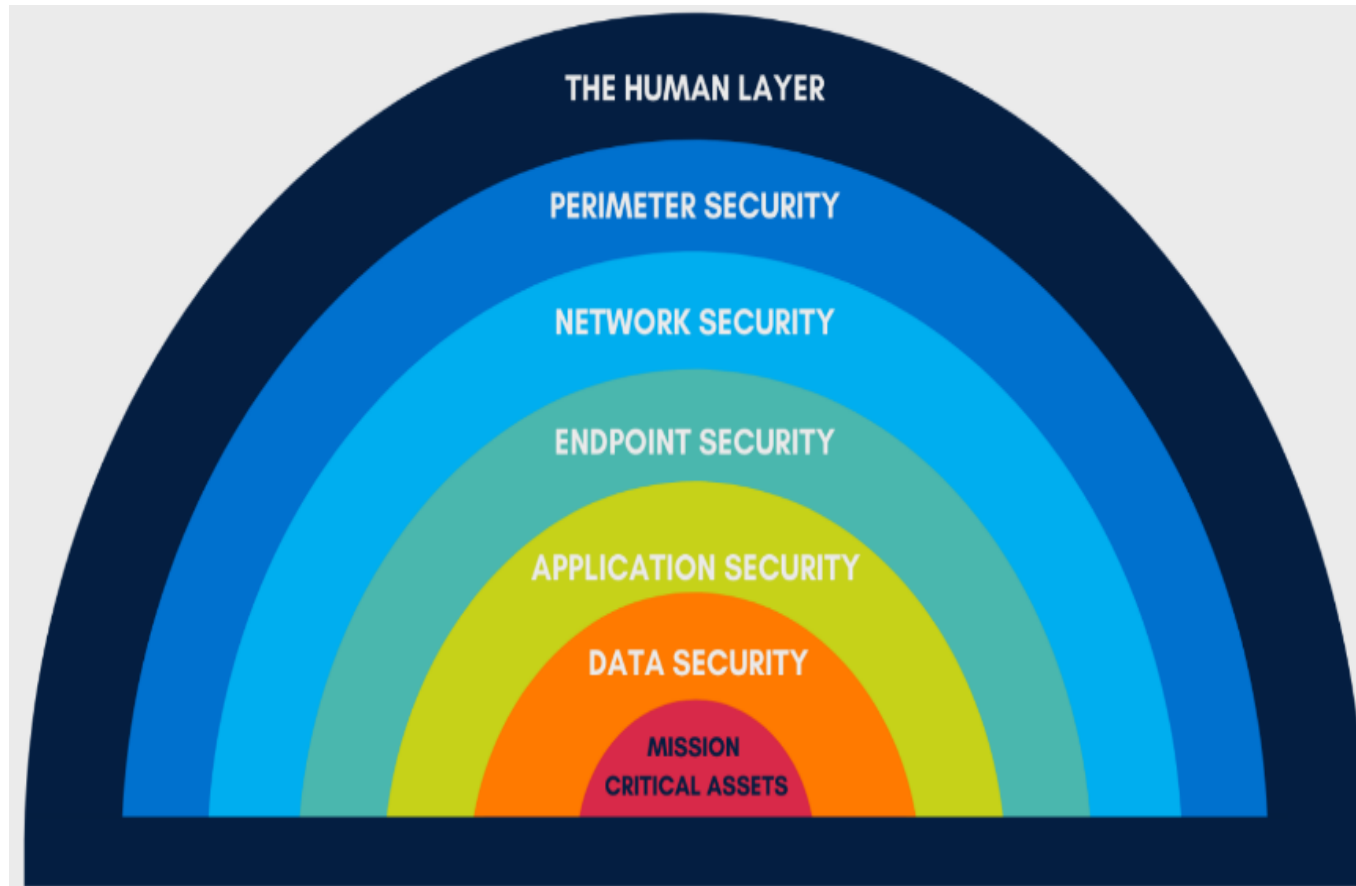 THE HUMAN LAYER
PERIMETER SECURITY
NETWORK SECURITY
ENDPOINT SECURITY
APPLICATION SECURITY
DATA SECURITY
MISSION
CRITICAL ASSETS